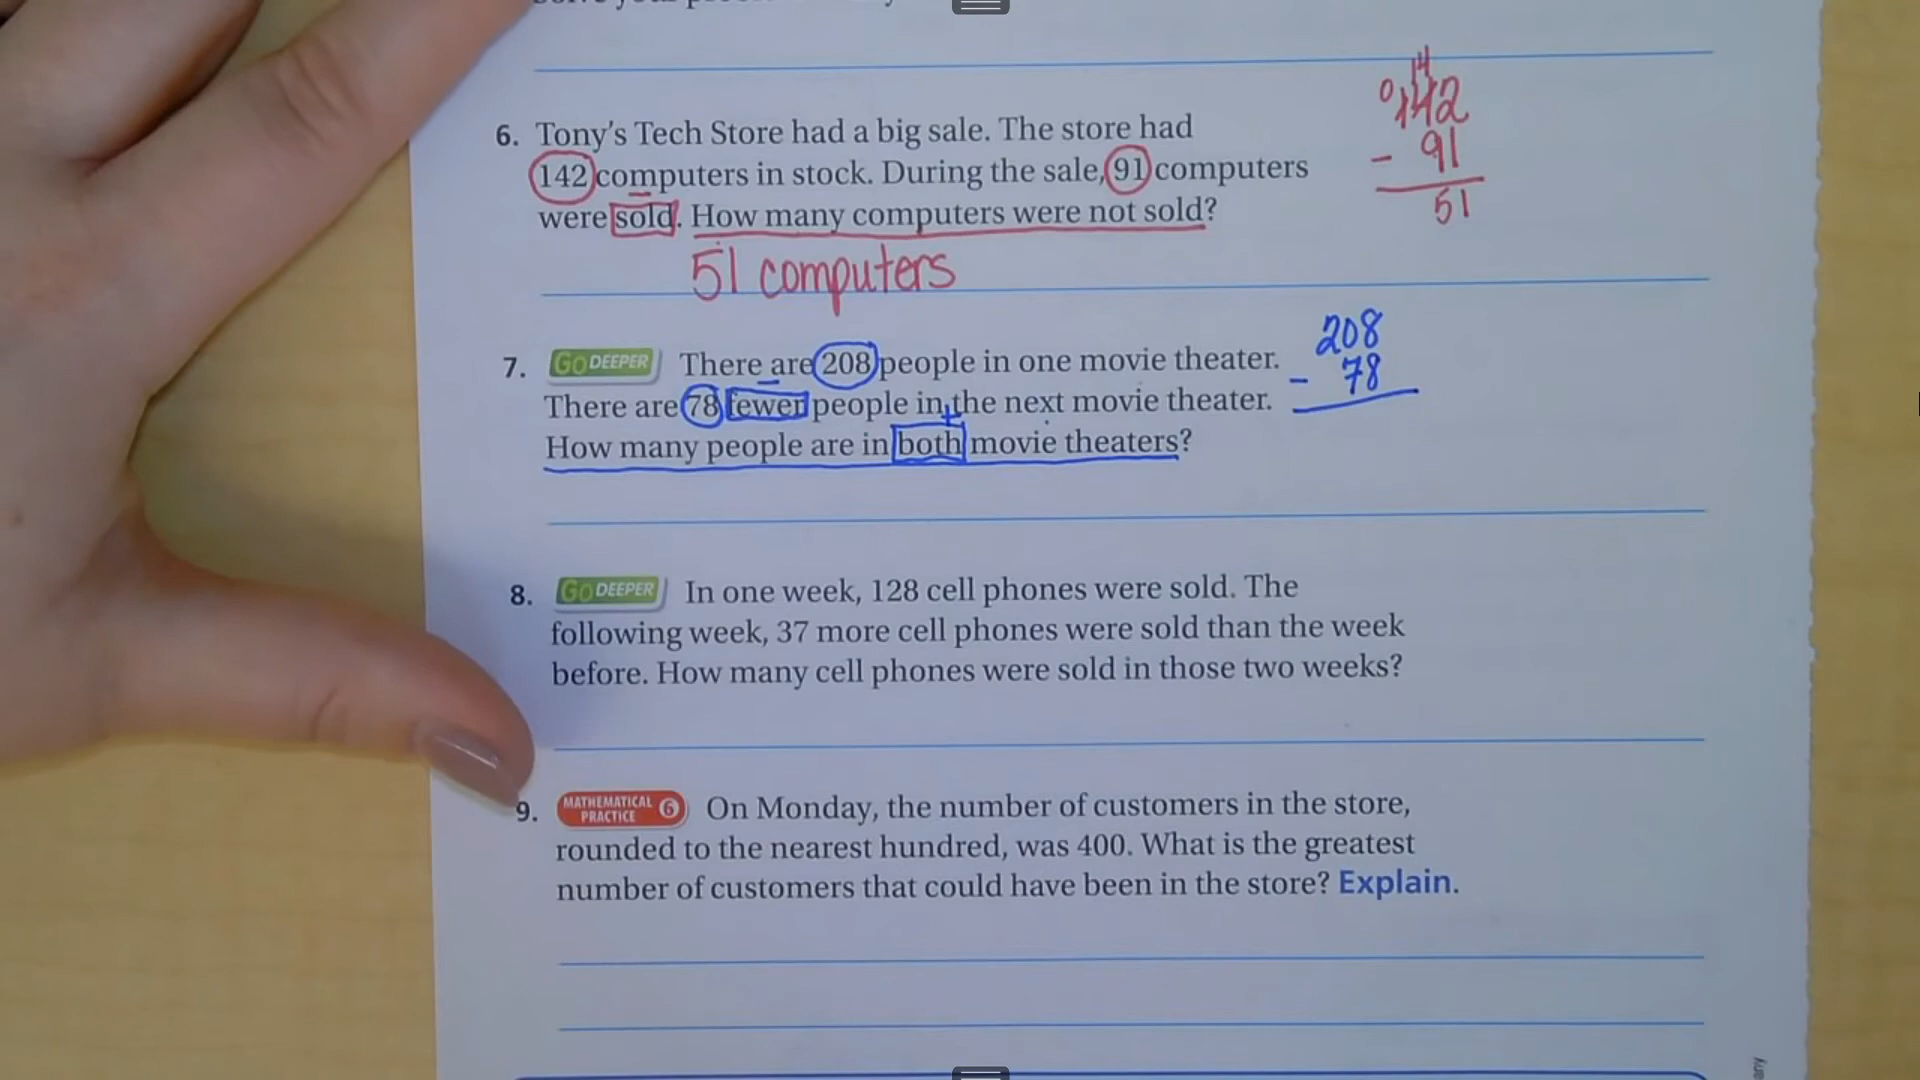 6. Tony's Tech Store had a big sale. The store had
142 computers in stock. During the sale, 91 computers
were sold. How many computers were not sold?
51 computers
14
0 142
- 91
51
7. GO DEEPER There are 208 people in one movie theater.
There are 78 fewer people in the next movie theater.
+
How many people are in both movie theaters?
208
- 78
8. GO DEEPER In one week, 128 cell phones were sold. The
following week, 37 more cell phones were sold than the week
before. How many cell phones were sold in those two weeks?
9. MATHEMATICAL PRACTICE 6 On Monday, the number of customers in the store,
rounded to the nearest hundred, was 400. What is the greatest
number of customers that could have been in the store? Explain.